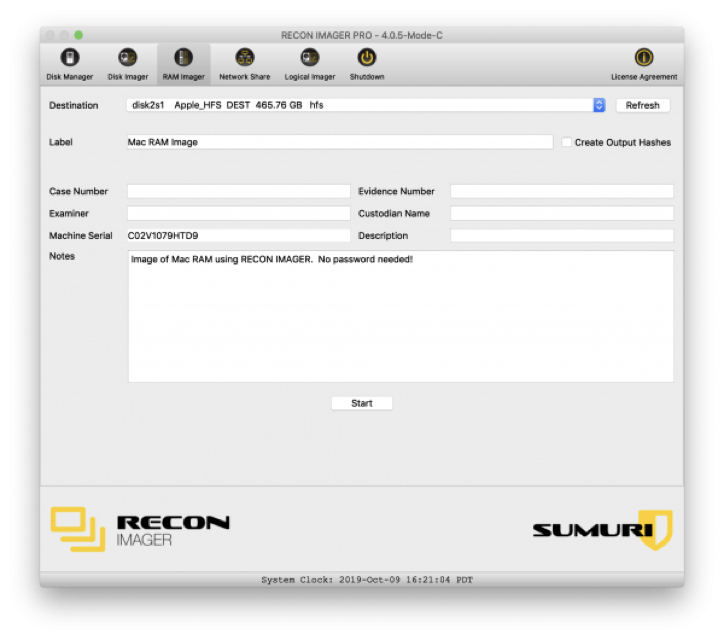 RECON IMAGER PRO - 4.0.5-Mode-C
Disk Manager Disk Imager RAM Imager Network Share Logical Imager Shutdown License Agreement
Destination disk2s1 Apple_HFS DEST 465.76 GB hfs Refresh
Label Mac RAM Image Create Output Hashes
Case Number Evidence Number
Examiner Custodian Name
Machine Serial C02V1079HTD9 Description
Notes Image of Mac RAM using RECON IMAGER. No password needed!
Start
RECON
IMAGER
SUMURI
System Clock: 2019-Oct-09 16:21:04 PDT